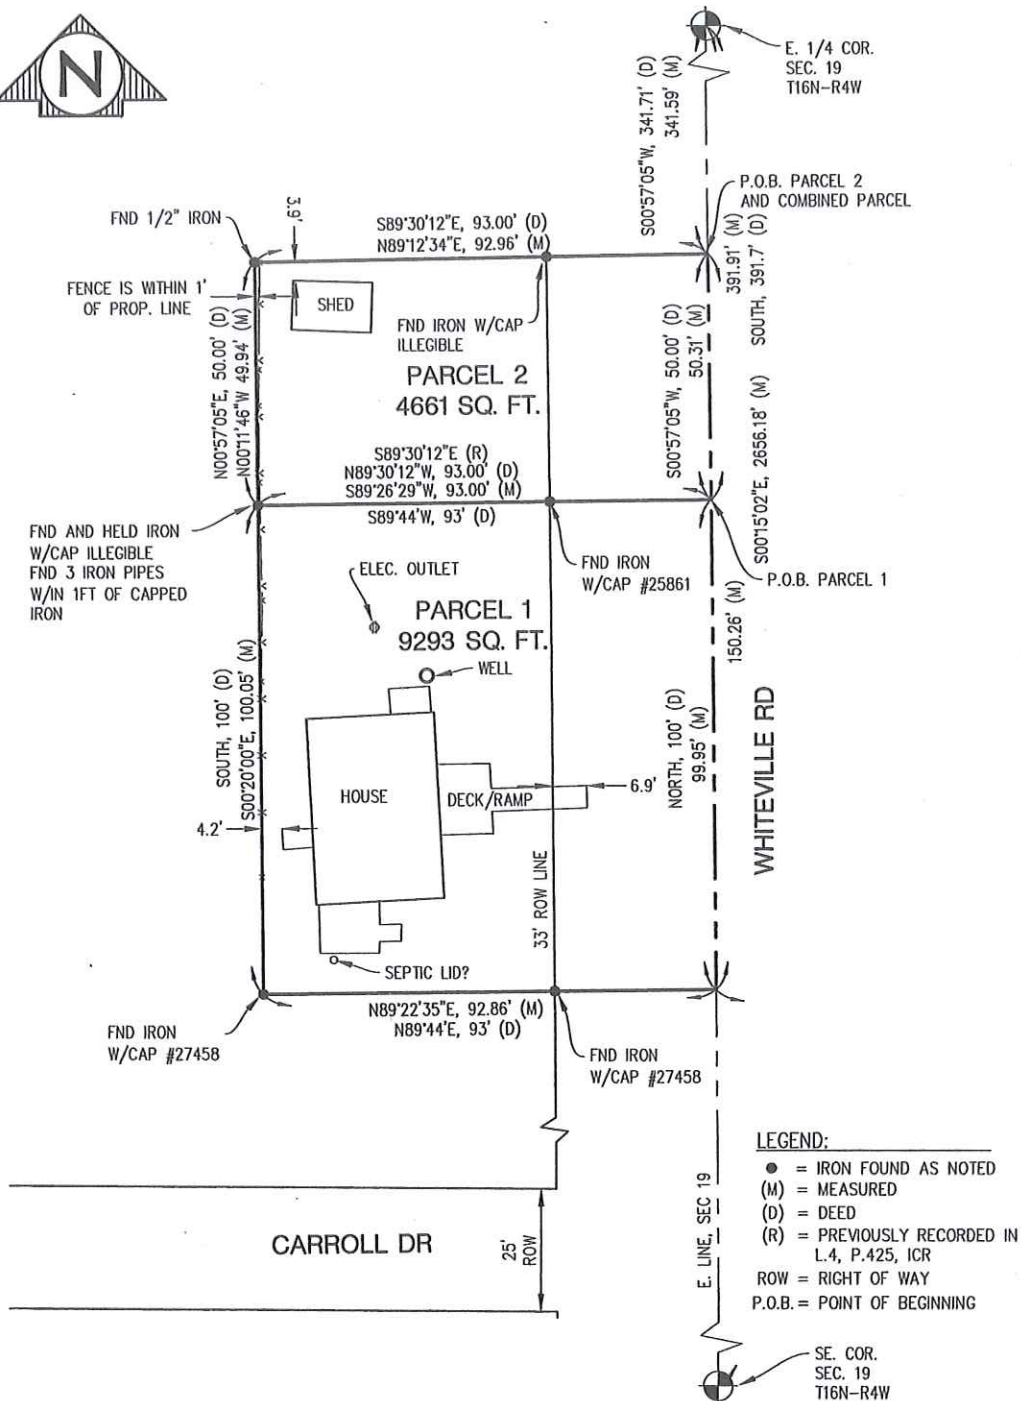 N
E. 1/4 COR.
SEC. 19
T16N-R4W
S00°57'05"W, 341.71' (D)
341.59' (M)
P.O.B. PARCEL 2
AND COMBINED PARCEL
FND 1/2" IRON
3.9'
S89°30'12"E, 93.00' (D)
N89°12'34"E, 92.96' (M)
391.91' (M)
SOUTH, 391.7' (D)
FENCE IS WITHIN 1'
OF PROP. LINE
SHED
FND IRON W/CAP
ILLEGIBLE
N00°57'05"E, 50.00' (D)
N00°11'46"W 49.94' (M)
PARCEL 2
4661 SQ. FT.
S00°57'05"W, 50.00' (D)
50.31' (M)
S00°15'02"E, 2656.18' (M)
S89°30'12"E (R)
N89°30'12"W, 93.00' (D)
S89°26'29"W, 93.00' (M)
S89°44'W, 93' (D)
FND AND HELD IRON
W/CAP ILLEGIBLE
FND 3 IRON PIPES
W/IN 1FT OF CAPPED
IRON
ELEC. OUTLET
FND IRON
W/CAP #25861
P.O.B. PARCEL 1
PARCEL 1
9293 SQ. FT.
WELL
150.26' (M)
SOUTH, 100' (D)
S00°20'00"E, 100.05' (M)
NORTH, 100' (D)
99.95' (M)
WHITEVILLE RD
HOUSE
DECK/RAMP
6.9'
4.2'
33' ROW LINE
SEPTIC LID?
N89°22'35"E, 92.86' (M)
N89°44'E, 93' (D)
FND IRON
W/CAP #27458
FND IRON
W/CAP #27458
CARROLL DR
25'
ROW
E. LINE, SEC 19
LEGEND:
= IRON FOUND AS NOTED
(M) = MEASURED
(D) = DEED
(R) = PREVIOUSLY RECORDED IN
L.4, P.425, ICR
ROW = RIGHT OF WAY
P.O.B. = POINT OF BEGINNING
SE. COR.
SEC. 19
T16N-R4W